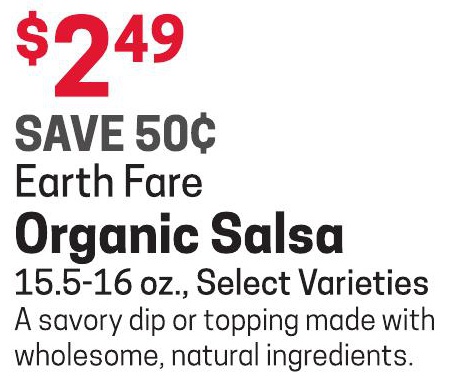 $2.49
SAVE 50¢
Earth Fare
Organic Salsa
15.5-16 oz., Select Varieties
A savory dip or topping made with
wholesome, natural ingredients.